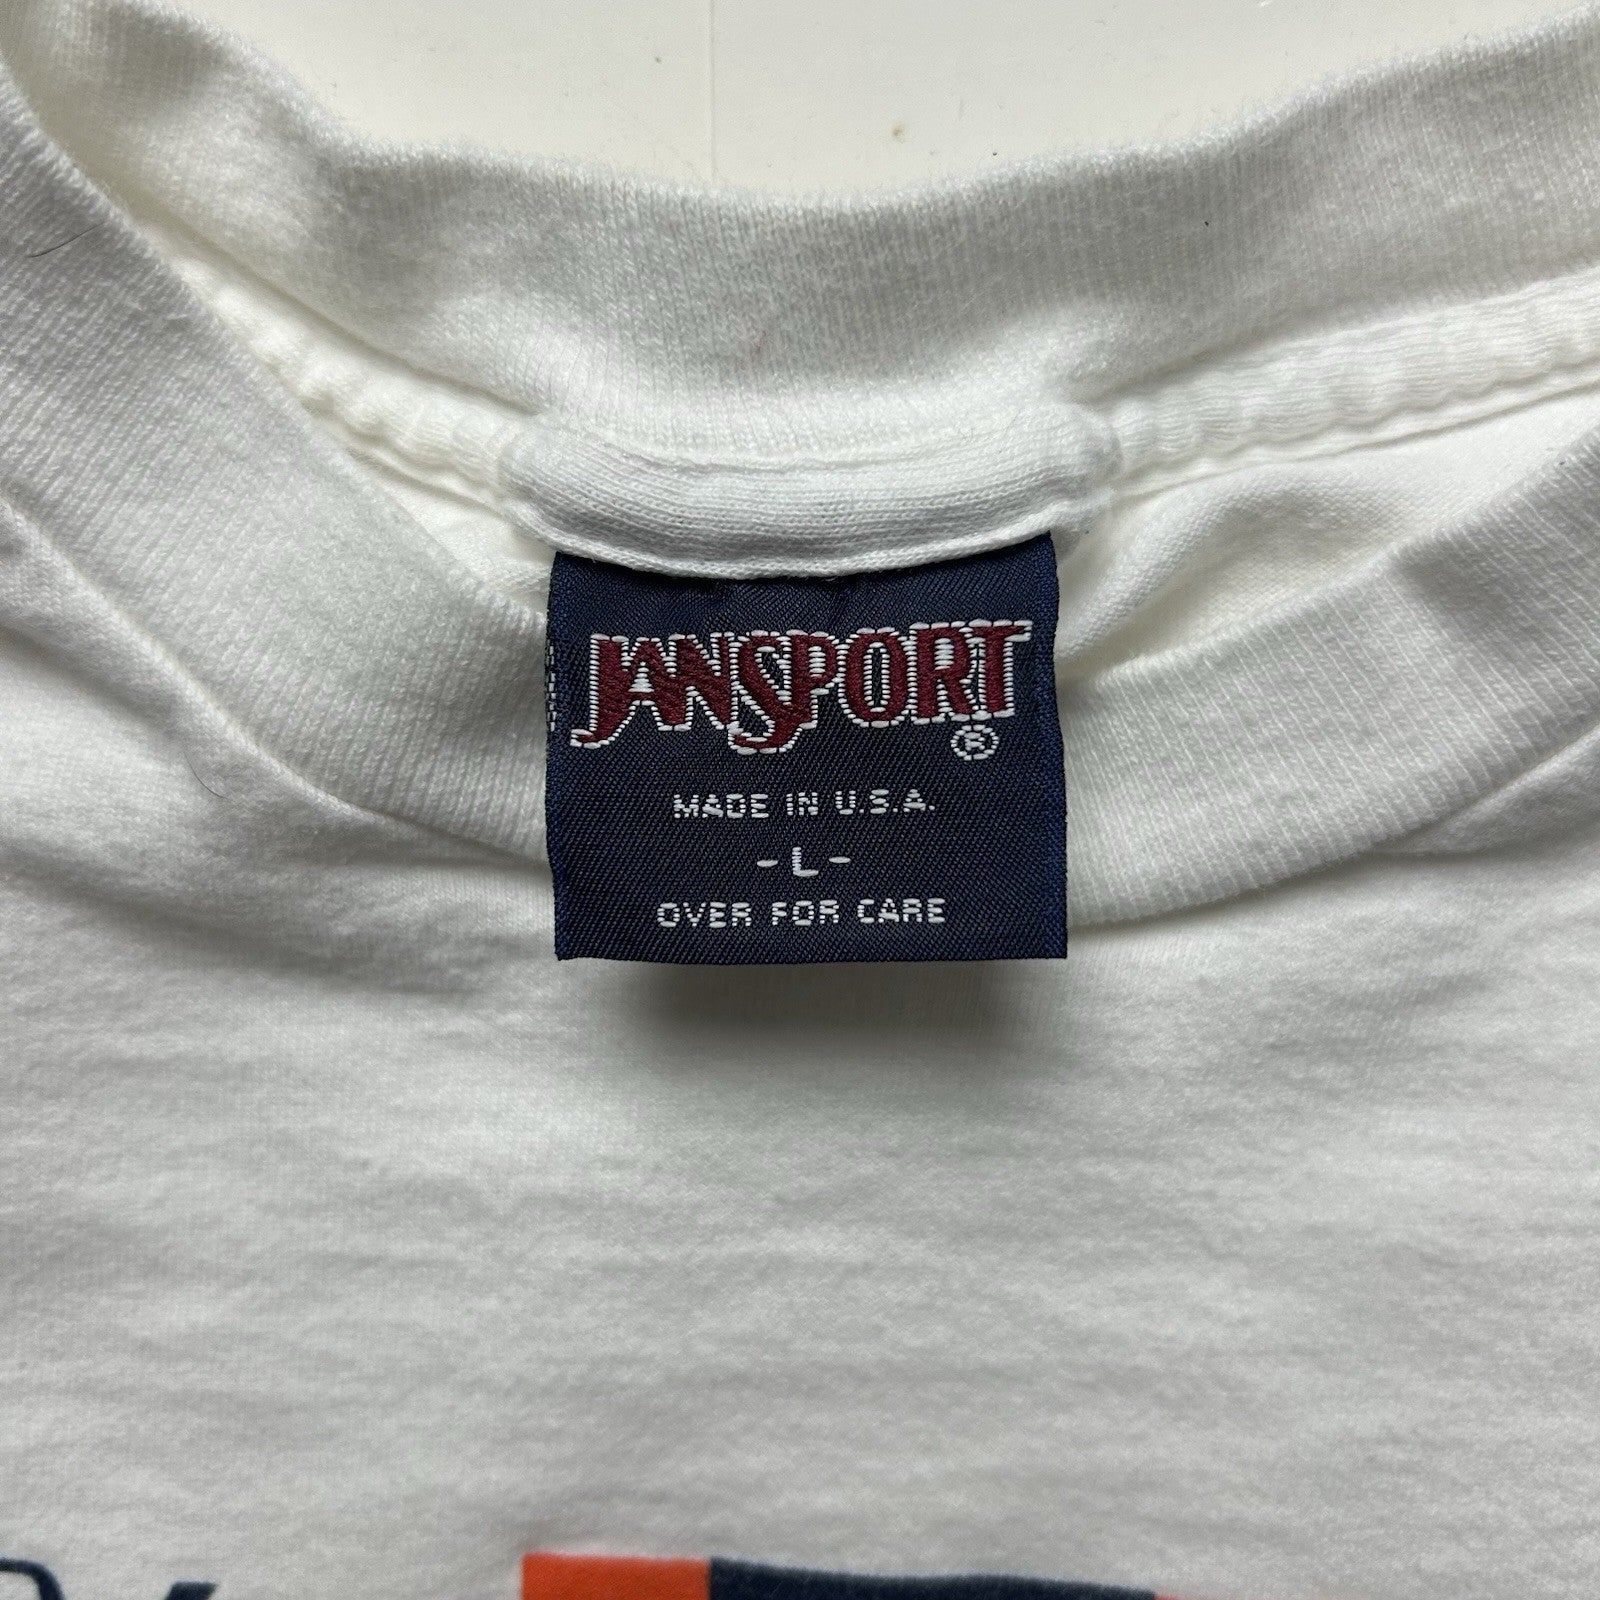 JANSPORT
®
MADE IN U.S.A.
- L -
OVER FOR CARE